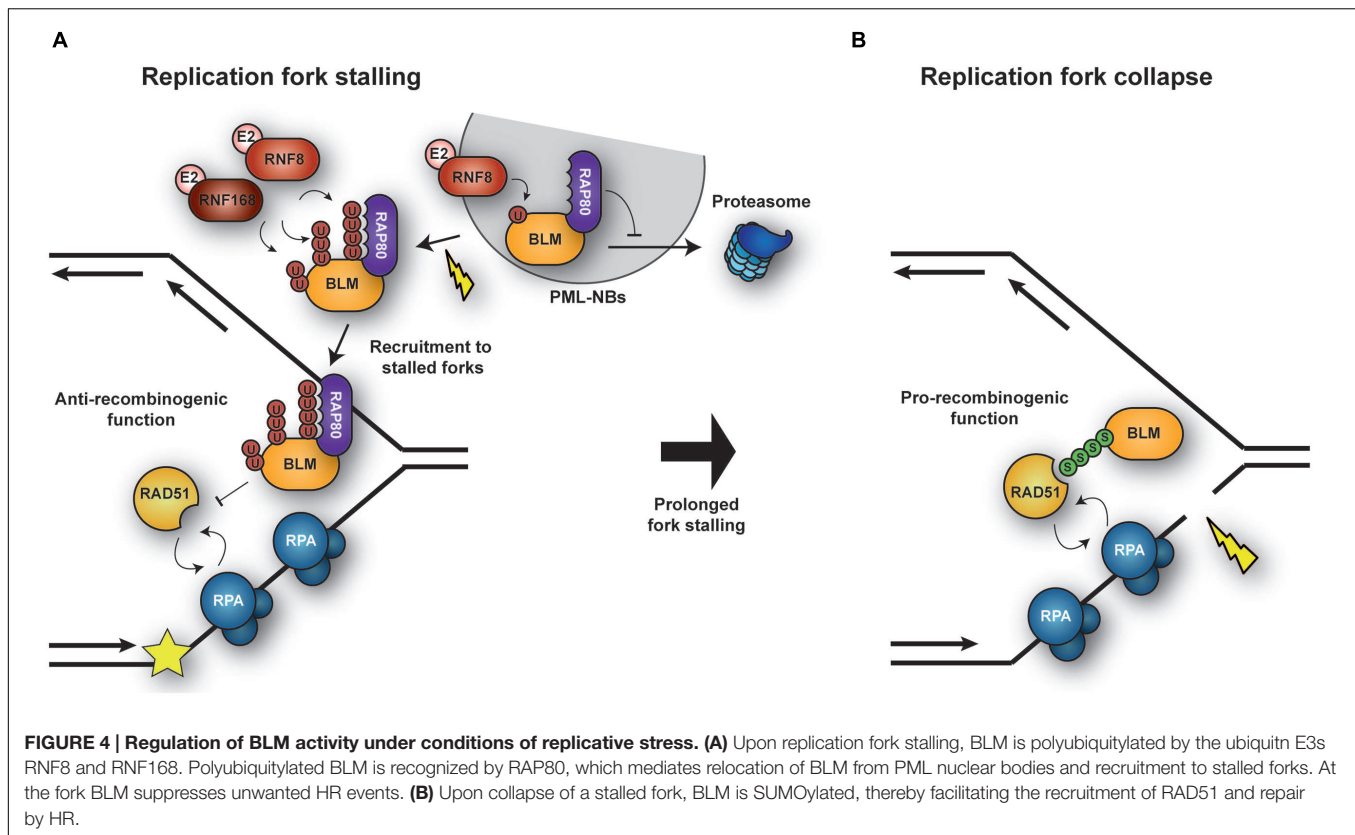 A
Replication fork stalling
E2
RNF8
E2
RNF168
U
U
U
U
U
U
U
U
U
RAP80
BLM
E2
RNF8
U
RAP80
BLM
PML-NBs
Proteasome
Recruitment to
stalled forks
Anti-recombinogenic
function
U
U
U
U
U
U
U
U
U
RAP80
BLM
RAD51
RPA
RPA
Prolonged
fork stalling
B
Replication fork collapse
Pro-recombinogenic
function
BLM
S
S
S
S
RAD51
RPA
RPA
FIGURE 4 | Regulation of BLM activity under conditions of replicative stress. (A) Upon replication fork stalling, BLM is polyubiquitylated by the ubiquitn E3s
RNF8 and RNF168. Polyubiquitylated BLM is recognized by RAP80, which mediates relocation of BLM from PML nuclear bodies and recruitment to stalled forks. At
the fork BLM suppresses unwanted HR events. (B) Upon collapse of a stalled fork, BLM is SUMOylated, thereby facilitating the recruitment of RAD51 and repair
by HR.